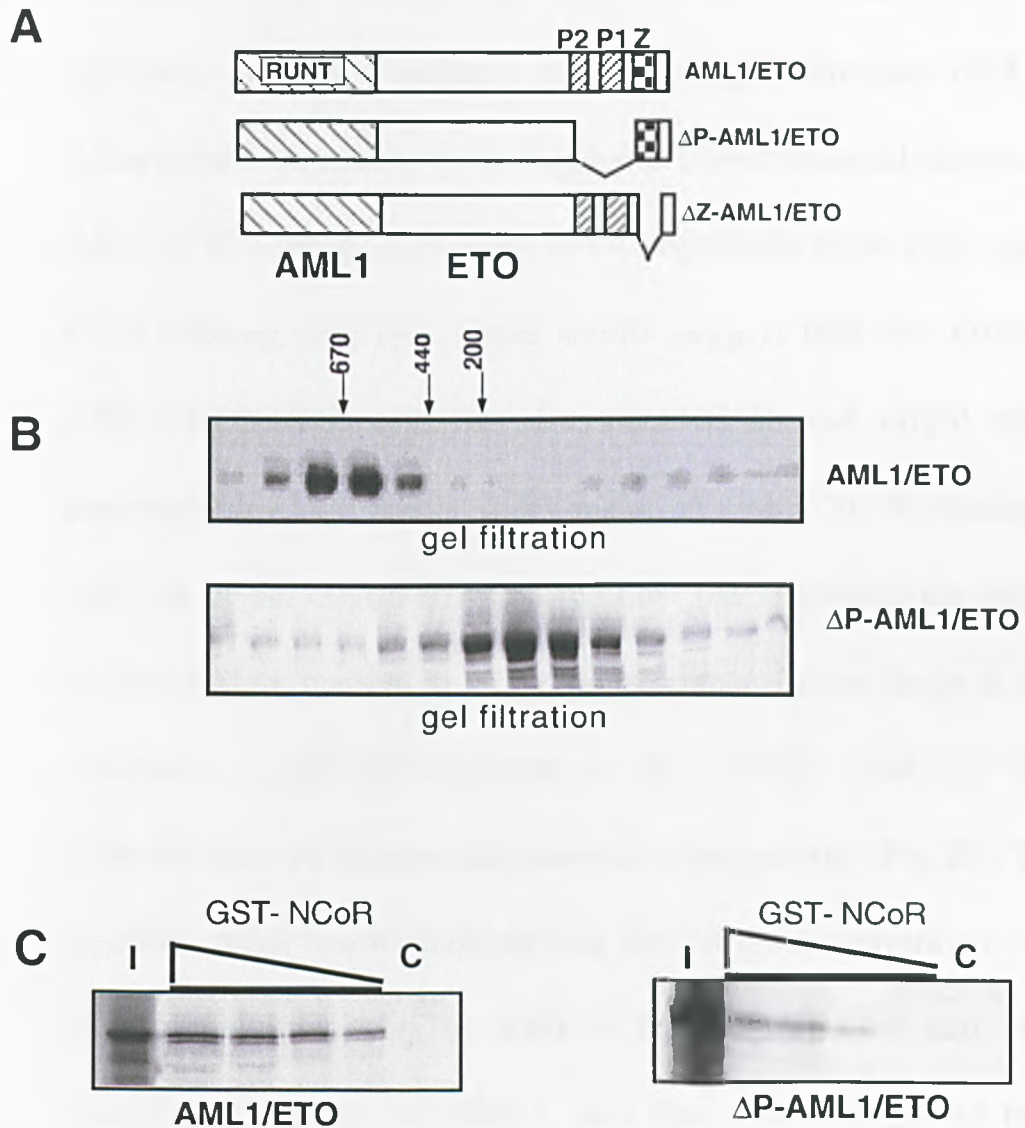 A
P2 P1 Z
RUNT
AML1/ETO
ΔP-AML1/ETO
ΔZ-AML1/ETO
AML1 ETO
670 440 200
B
AML1/ETO
gel filtration
ΔP-AML1/ETO
gel filtration
C
GST- NCoR
I C
AML1/ETO
GST- NCoR
I C
ΔP-AML1/ETO